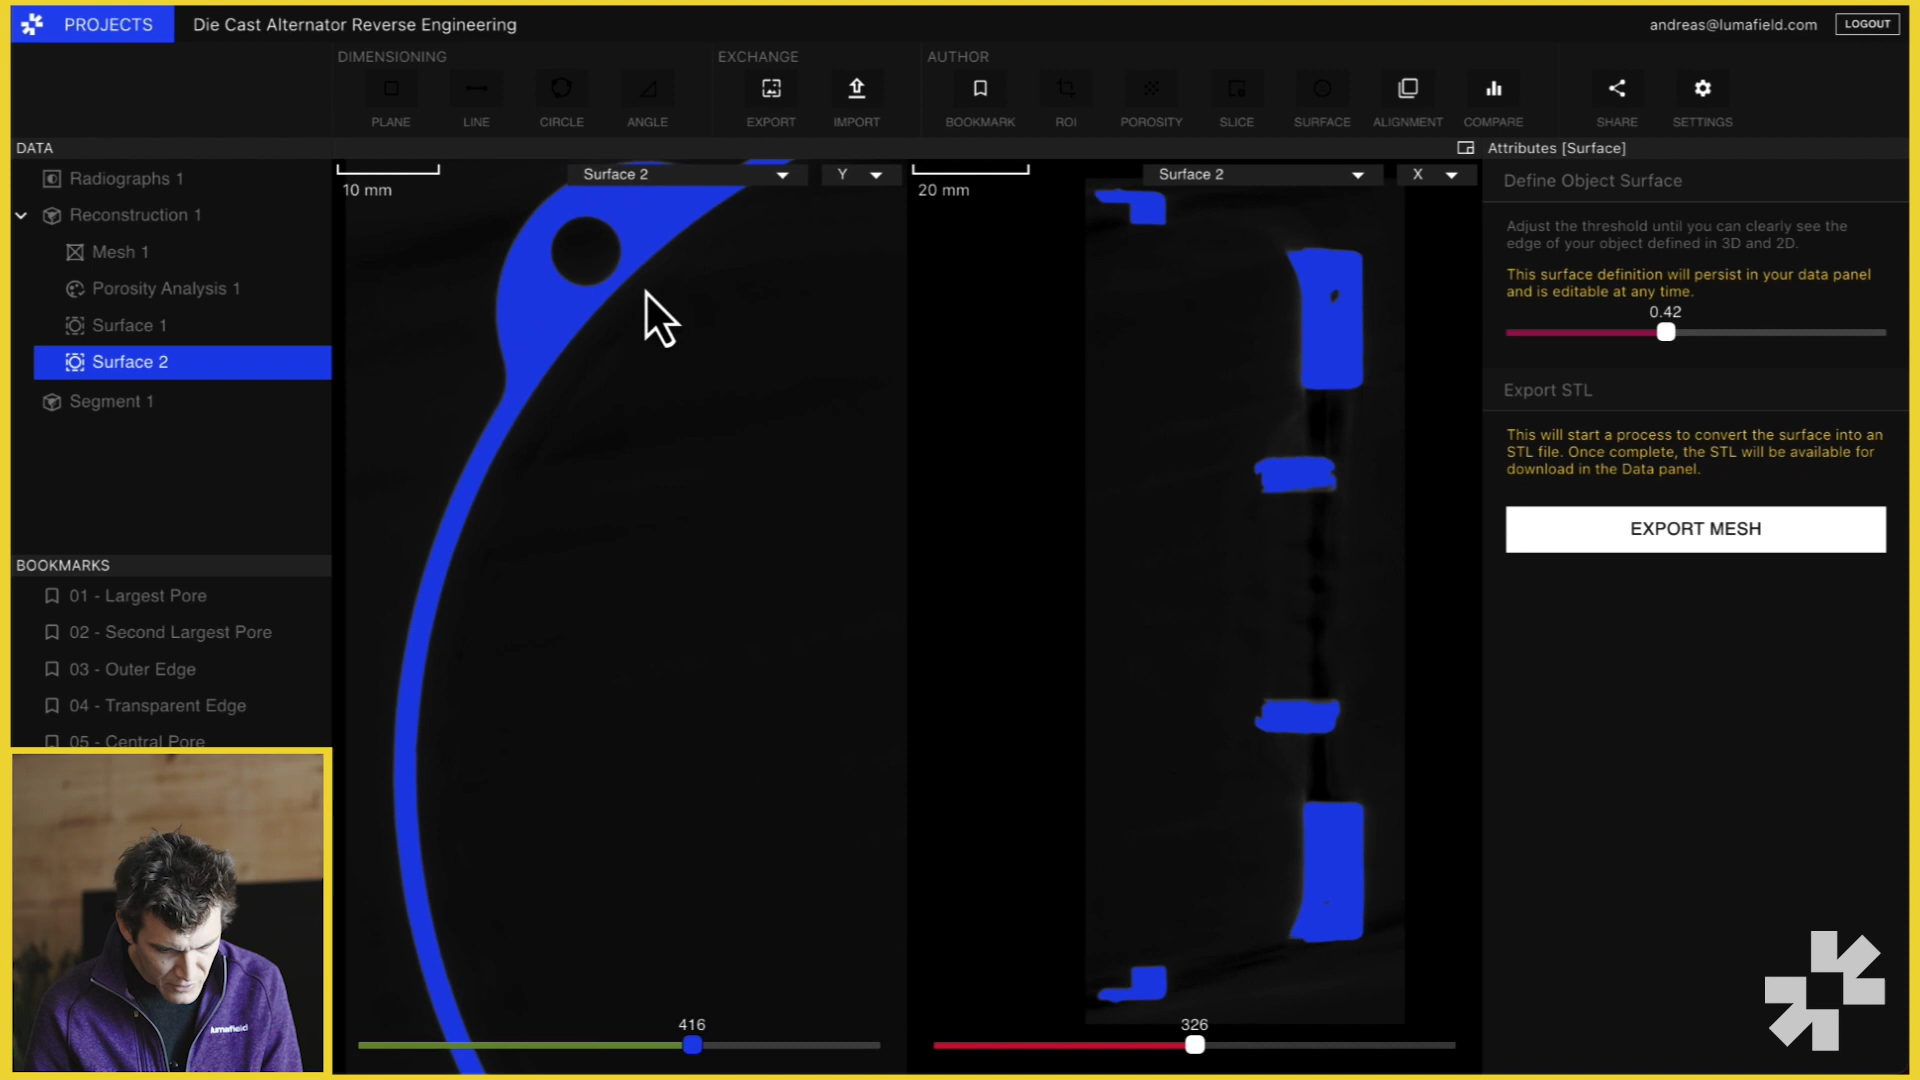 PROJECTS
Die Cast Alternator Reverse Engineering
andreas@lumafield.com
LOGOUT
DIMENSIONING
EXCHANGE
AUTHOR
PLANE
LINE
CIRCLE
ANGLE
EXPORT
IMPORT
BOOKMARK
ROI
POROSITY
SLICE
SURFACE
ALIGNMENT
COMPARE
SHARE
SETTINGS
DATA
Radiographs 1
Reconstruction 1
Mesh 1
Porosity Analysis 1
Surface 1
Surface 2
Segment 1
BOOKMARKS
01 - Largest Pore
02 - Second Largest Pore
03 - Outer Edge
04 - Transparent Edge
05 - Central Pore
10 mm
Surface 2
Y
416
20 mm
Surface 2
X
326
Attributes [Surface]
Define Object Surface
Adjust the threshold until you can clearly see the
edge of your object defined in 3D and 2D.
This surface definition will persist in your data panel
and is editable at any time.
0.42
Export STL
This will start a process to convert the surface into an
STL file. Once complete, the STL will be available for
download in the Data panel.
EXPORT MESH
lumafield